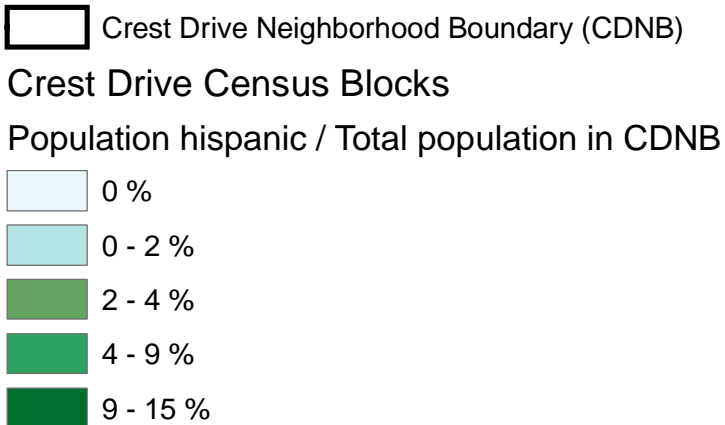 Crest Drive Neighborhood Boundary (CDNB)
Crest Drive Census Blocks
Population hispanic / Total population in CDNB
0 %
0 - 2 %
2 - 4 %
4 - 9 %
9 - 15 %